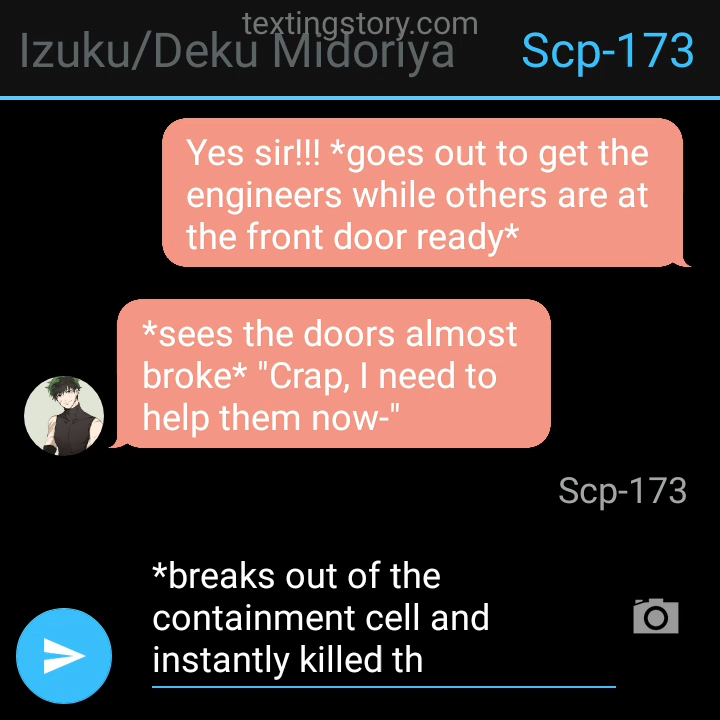 textingstory.com
Izuku/Deku Midoriya Scp-173
Yes sir!!! *goes out to get the
engineers while others are at
the front door ready*
*sees the doors almost
broke* "Crap, I need to
help them now-"
Scp-173
*breaks out of the
containment cell and
instantly killed th